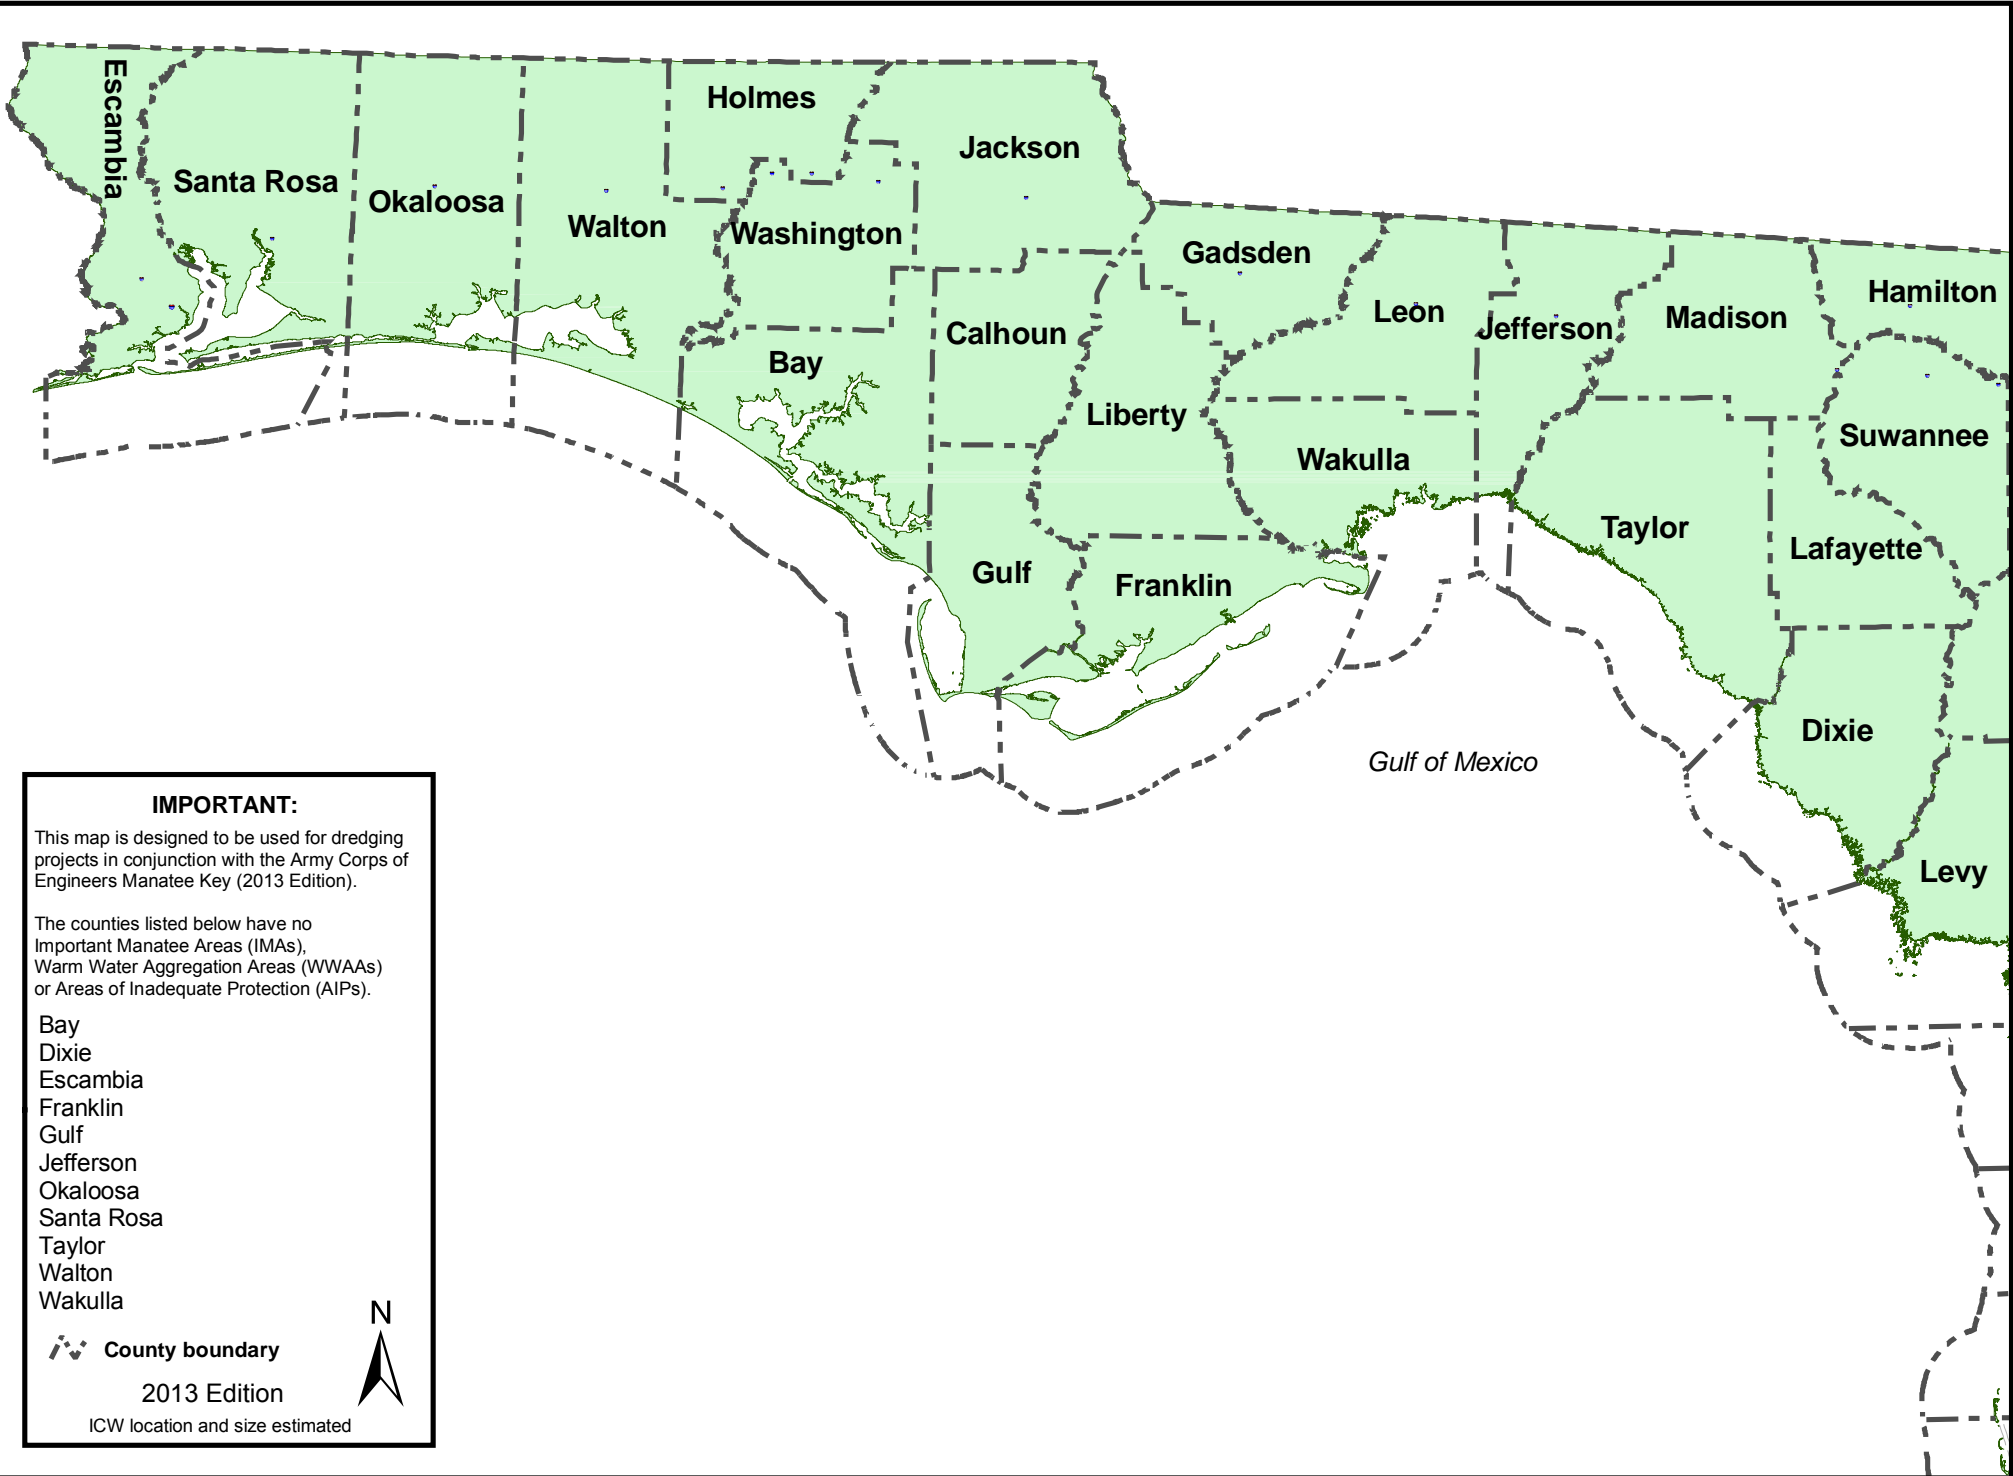 Escambia
Holmes
Jackson
Santa Rosa
Okaloosa
Walton
Washington
Gadsden
Hamilton
Leon
Jefferson
Madison
Calhoun
Bay
Liberty
Suwannee
Wakulla
Taylor
Lafayette
Gulf
Franklin
Dixie
Gulf of Mexico
Levy
IMPORTANT:
This map is designed to be used for dredging
projects in conjunction with the Army Corps of
Engineers Manatee Key (2013 Edition).
The counties listed below have no
Important Manatee Areas (IMAs),
Warm Water Aggregation Areas (WWAAs)
or Areas of Inadequate Protection (AIPs).
Bay
Dixie
Escambia
Franklin
Gulf
Jefferson
Okaloosa
Santa Rosa
Taylor
Walton
Wakulla
N
County boundary
2013 Edition
ICW location and size estimated